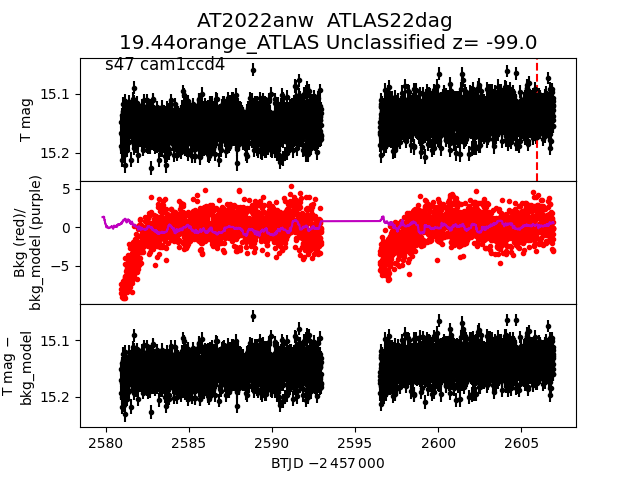 AT2022anw  ATLAS22dag
19.44orange_ATLAS Unclassified z= -99.0
s47 cam1ccd4
T mag
15.1
15.2
Bkg (red)/
bkg_model (purple)
5
0
−5
T mag −
bkg_model
15.1
15.2
2580
2585
2590
2595
2600
2605
BTJD −2 457 000